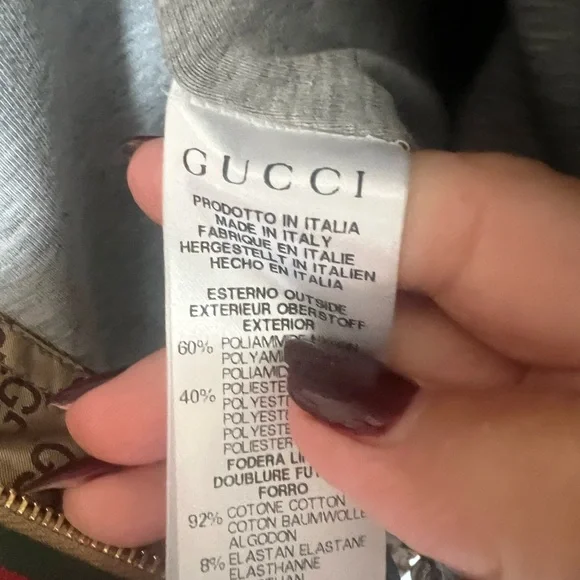 GUCCI
PRODOTTO IN ITALIA
MADE IN ITALY
FABRIQUE EN ITALIE
HERGESTELLT IN ITALIEN
HECHO EN ITALIA
ESTERNO OUTSIDE
EXTERIEUR OBERSTOFF
EXTERIOR
60%
40%
FODERA
DOUBLURE
FORRO
92% COTONE COTTON
COTON BAUMWOLLE
ALGODON
8% ELASTAN ELASTANE
ELASTHANNE